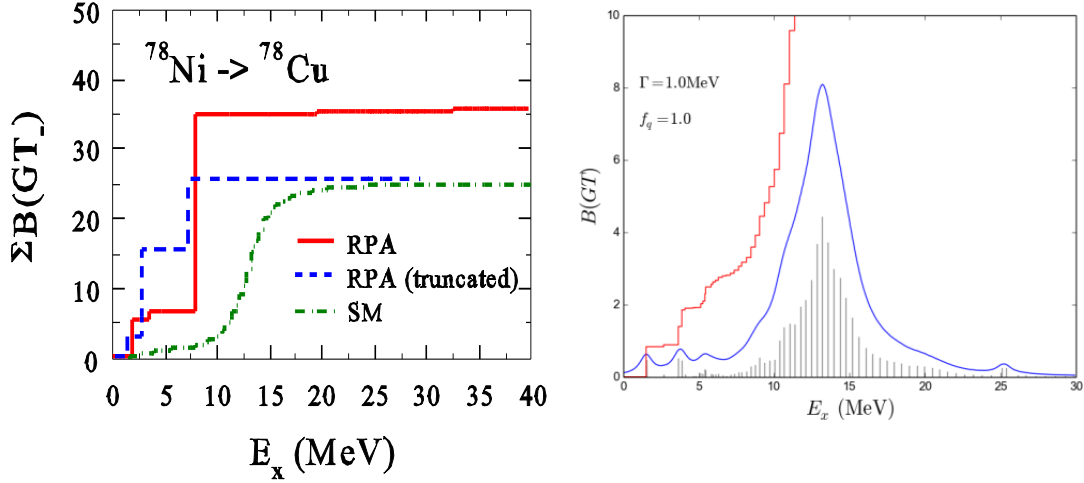 50
40
30
20
10
0
ΣB(GT-)
⁷⁸Ni -> ⁷⁸Cu
RPA
RPA (truncated)
SM
0 5 10 15 20 25 30 35 40
Eₓ (MeV)
10
8
6
4
2
0
B(GT)
Γ = 1.0MeV
f_q = 1.0
0 5 10 15 20 25 30
Eₓ (MeV)